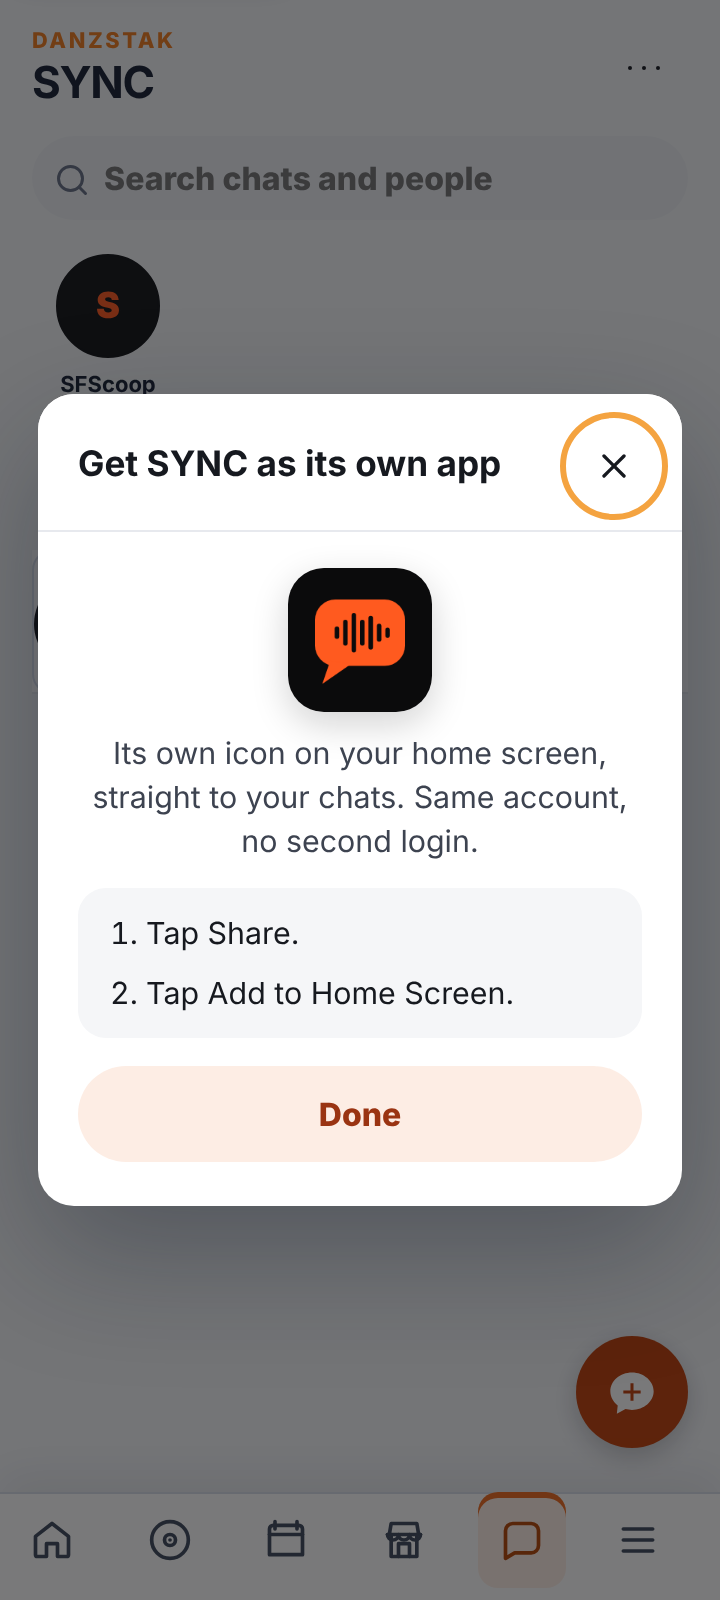 DANZSTAK
SYNC
Search chats and people
S
SFScoop
Get SYNC as its own app
Its own icon on your home screen,
straight to your chats. Same account,
no second login.
1. Tap Share.
2. Tap Add to Home Screen.
Done